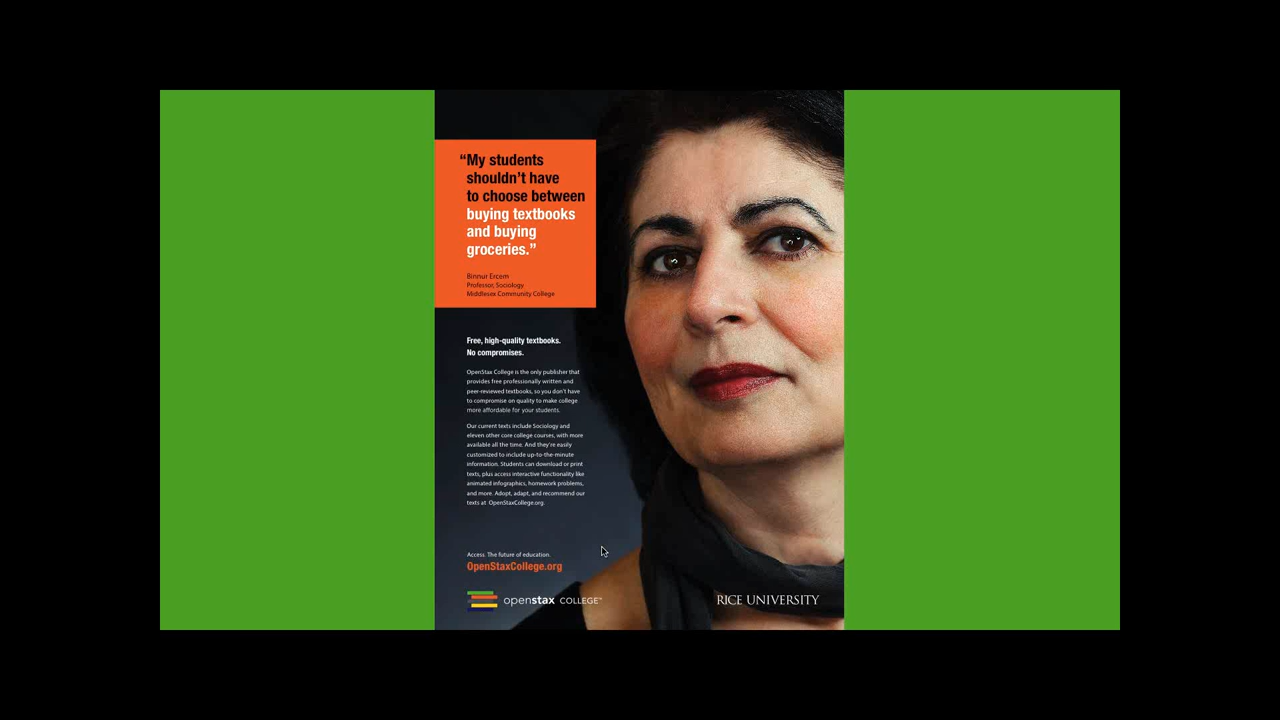 “My students
shouldn’t have
to choose between
buying textbooks
and buying
groceries.”
Binnur Ercem
Professor, Sociology
Middlesex Community College
Free, high-quality textbooks.
No compromises.
OpenStax College is the only publisher that
provides free professionally written and
peer-reviewed textbooks, so you don’t have
to compromise on quality to make college
more affordable for your students.
Our current texts include Sociology and
eleven other core college courses, with more
available all the time. And they’re easily
customized to include up-to-the-minute
information. Students can download or print
texts, plus access interactive functionality like
animated infographics, homework problems,
and more. Adopt, adapt, and recommend our
texts at OpenStaxCollege.org.
Access. The future of education.
OpenStaxCollege.org
openstax COLLEGE™
RICE UNIVERSITY